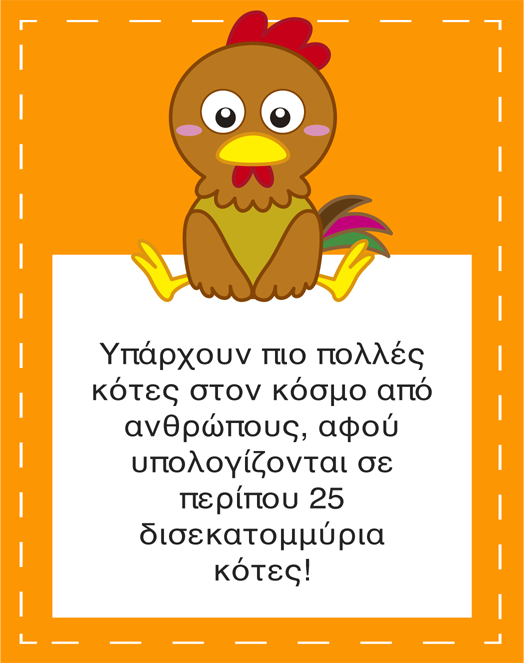 Υπάρχουν πιο πολλές
κότες στον κόσμο από
ανθρώπους, αφού
υπολογίζονται σε
περίπου 25
δισεκατομμύρια
κότες!